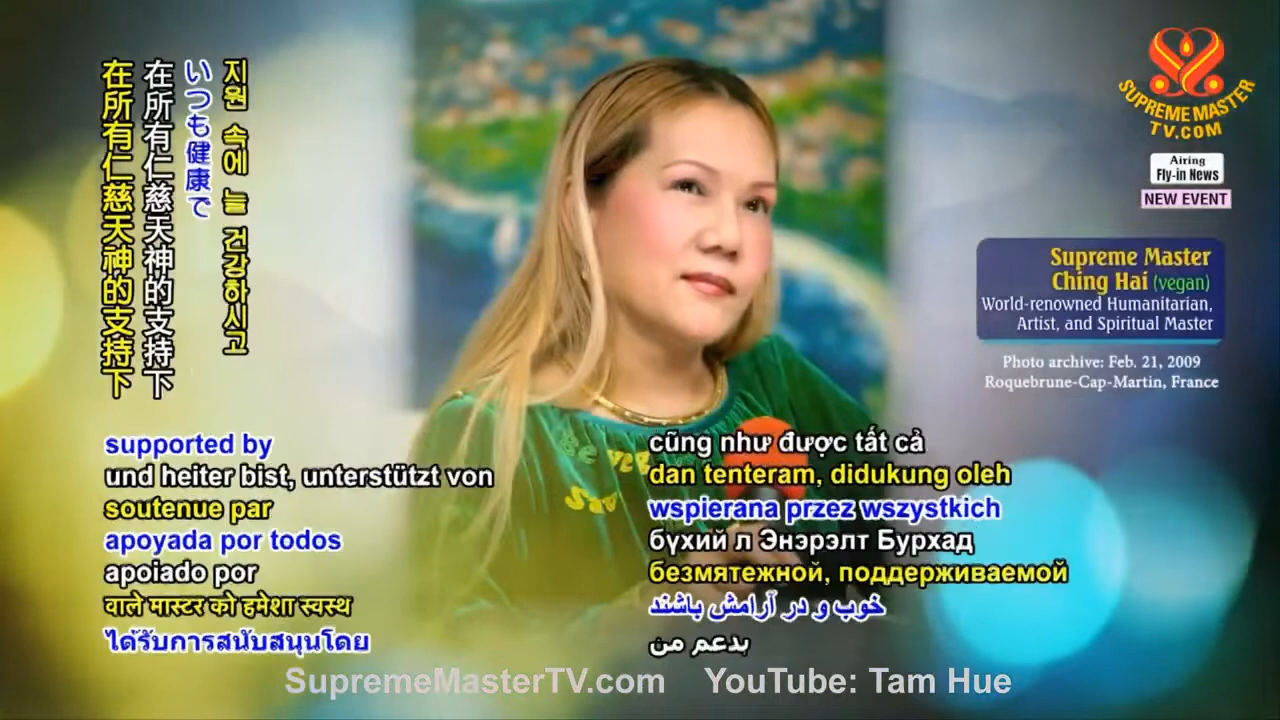 SUPREME MASTER
TV.COM
Airing
Fly-in News
NEW EVENT
Supreme Master
Ching Hai (vegan)
World-renowned Humanitarian,
Artist, and Spiritual Master
Photo archive: Feb. 21, 2009
Roquebrune-Cap-Martin, France
지원 속에 늘 건강하시고
いつも健康で
在所有仁慈天神的支持下
在所有仁慈天神的支持下
supported by
und heiter bist, unterstützt von
soutenue par
apoyada por todos
apoiado por
वाले मास्टर को हमेशा स्वस्थ
ได้รับการสนับสนุนโดย
cũng như được tất cả
dan tenteram, didukung oleh
wspierana przez wszystkich
бүхий л Энэрэлт Бурхад
безмятежной, поддерживаемой
خوب و در آرامش باشند
بدعم من
SupremeMasterTV.com YouTube: Tam Hue